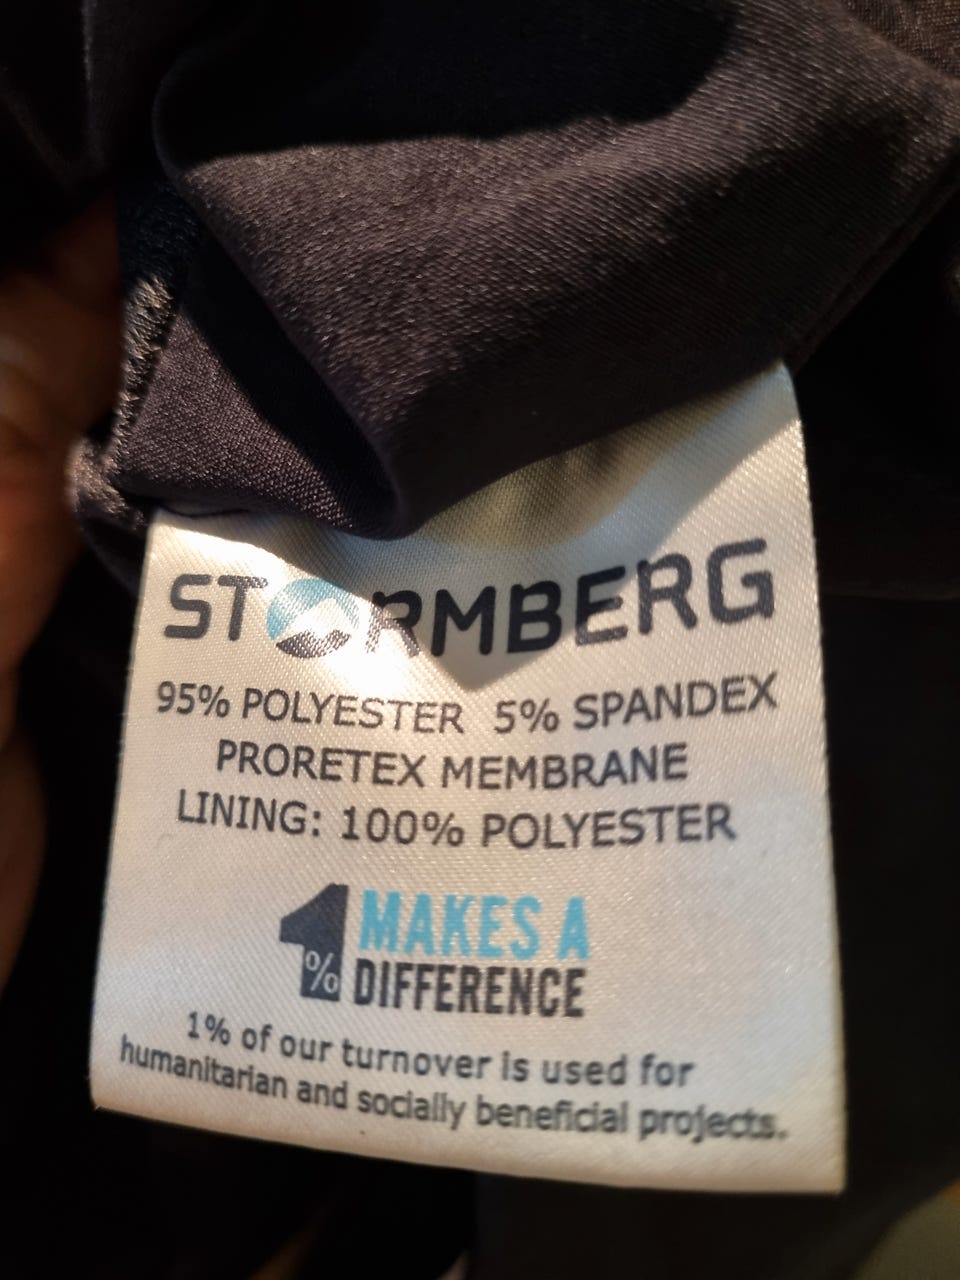 STORMBERG
95% POLYESTER 5% SPANDEX
PRORETEX MEMBRANE
LINING: 100% POLYESTER
1% MAKES A
DIFFERENCE
1% of our turnover is used for
humanitarian and socially beneficial projects.